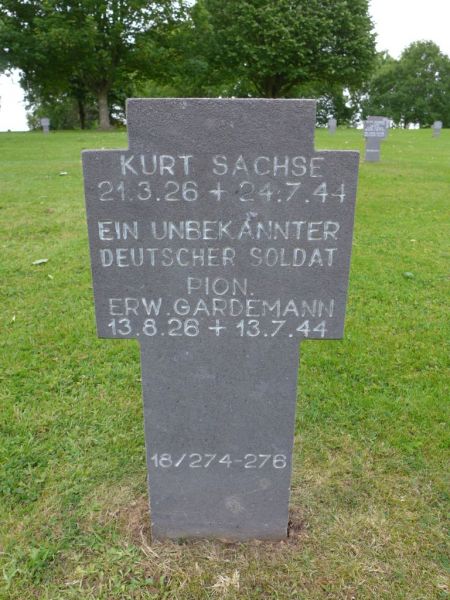 KURT SACHSE
21.3.26 + 24.7.44
EIN UNBEKANNTER
DEUTSCHER SOLDAT
PION.
ERW. GARDEMANN
13.8.26 + 13.7.44
18/274-276